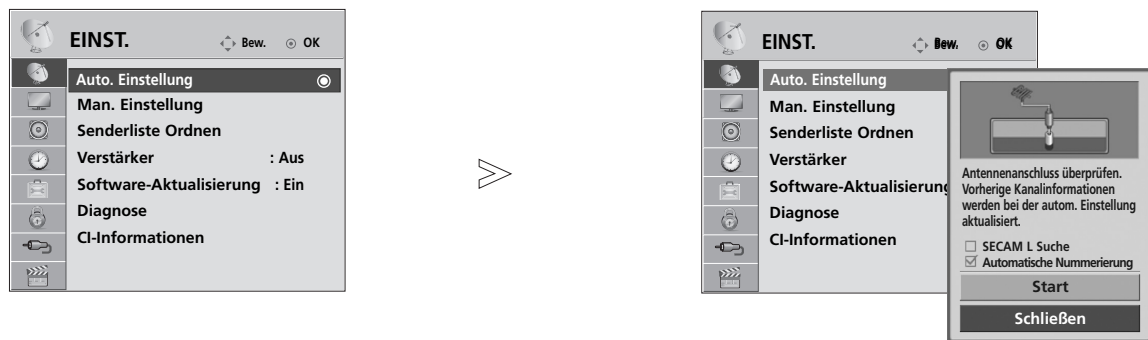 EINST.
Bew.
OK
Auto. Einstellung
Man. Einstellung
Senderliste Ordnen
Verstärker : Aus
Software-Aktualisierung : Ein
Diagnose
CI-Informationen
EINST.
Bew.
OK
Auto. Einstellung
Man. Einstellung
Senderliste Ordnen
Verstärker
Software-Aktualisierung
Diagnose
CI-Informationen
Antennenanschluss überprüfen.
Vorherige Kanalinformationen
werden bei der autom. Einstellung
aktualisiert.
SECAM L Suche
Automatische Nummerierung
Start
Schließen